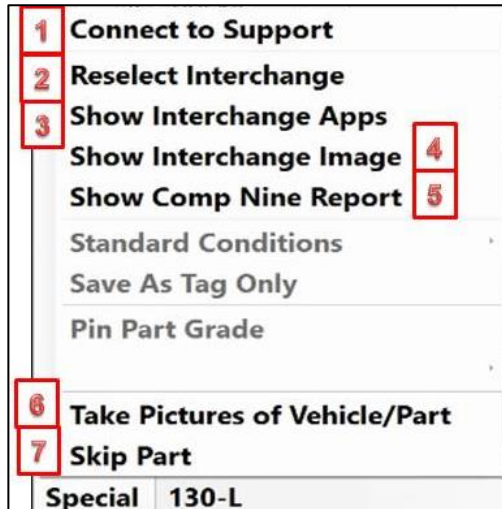 1 Connect to Support
2 Reselect Interchange
3 Show Interchange Apps
Show Interchange Image 4
Show Comp Nine Report 5
Standard Conditions
Save As Tag Only
Pin Part Grade
6 Take Pictures of Vehicle/Part
7 Skip Part
Special 130-L